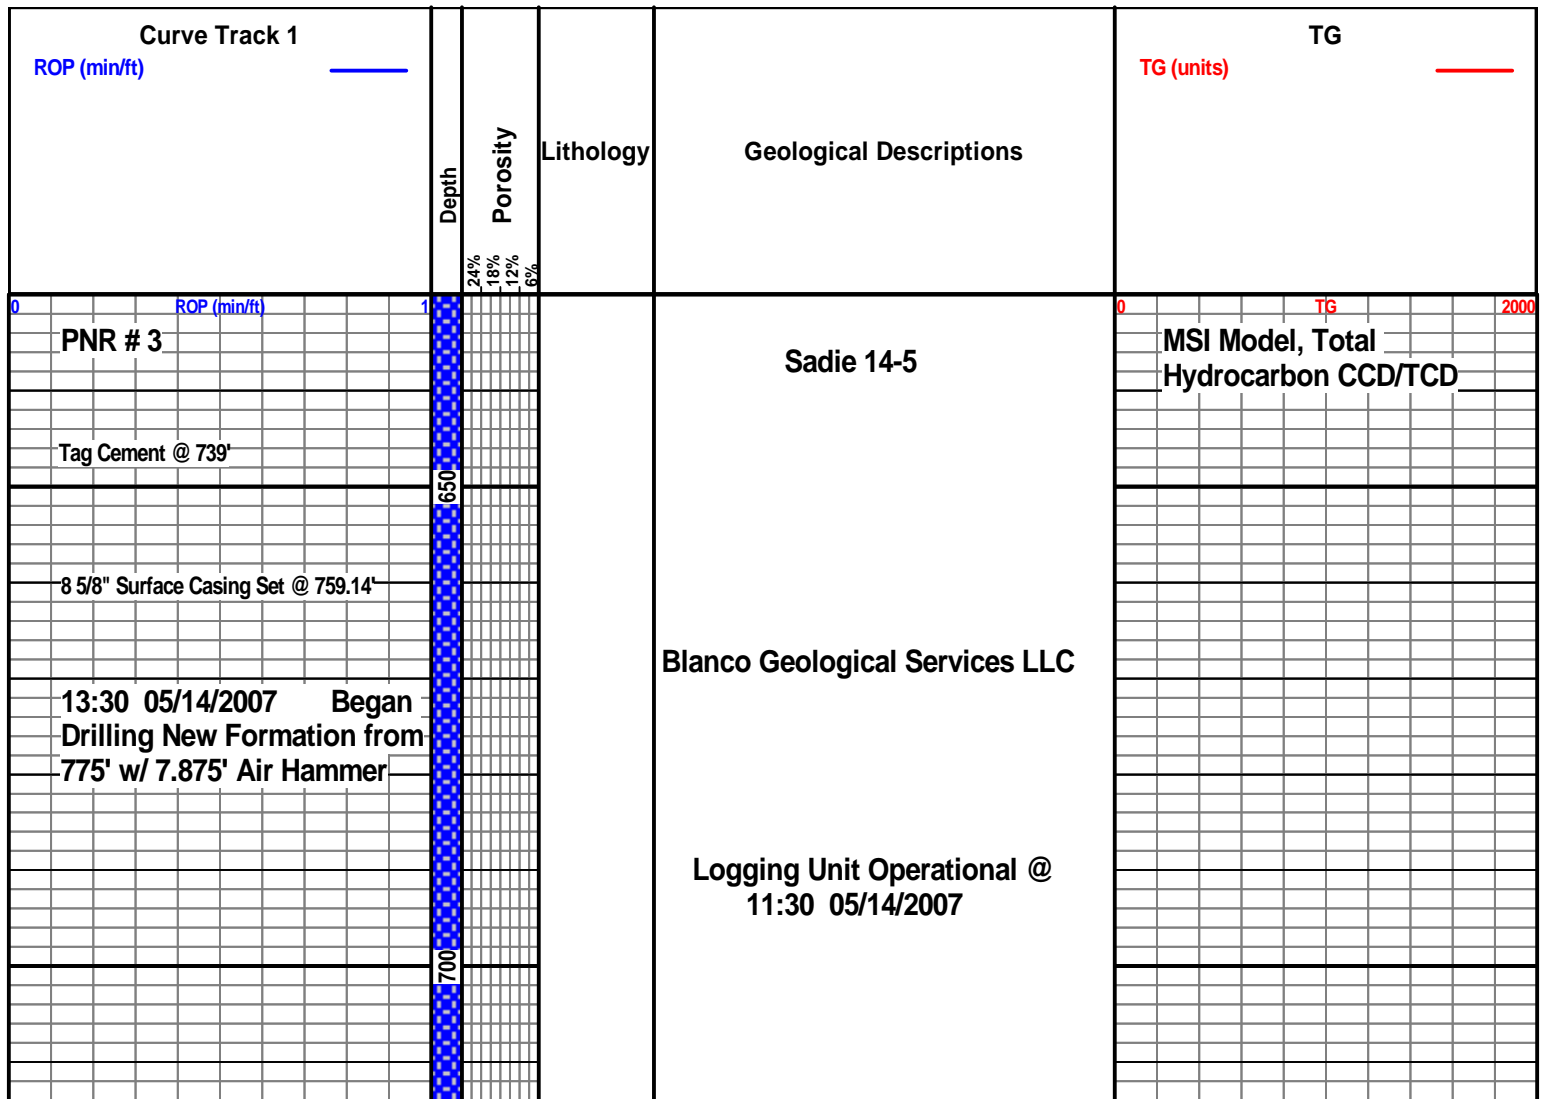 Curve Track 1
ROP (min/ft)
Depth
Porosity
24%
18%
12%
6%
Lithology
Geological Descriptions
TG
TG (units)
0 ROP (min/ft) 1
0 TG 2000
PNR # 3
Tag Cement @ 739'
650
8 5/8" Surface Casing Set @ 759.14'
13:30 05/14/2007 Began
Drilling New Formation from
775' w/ 7.875' Air Hammer
700
Sadie 14-5
Blanco Geological Services LLC
Logging Unit Operational @
11:30 05/14/2007
MSI Model, Total
Hydrocarbon CCD/TCD